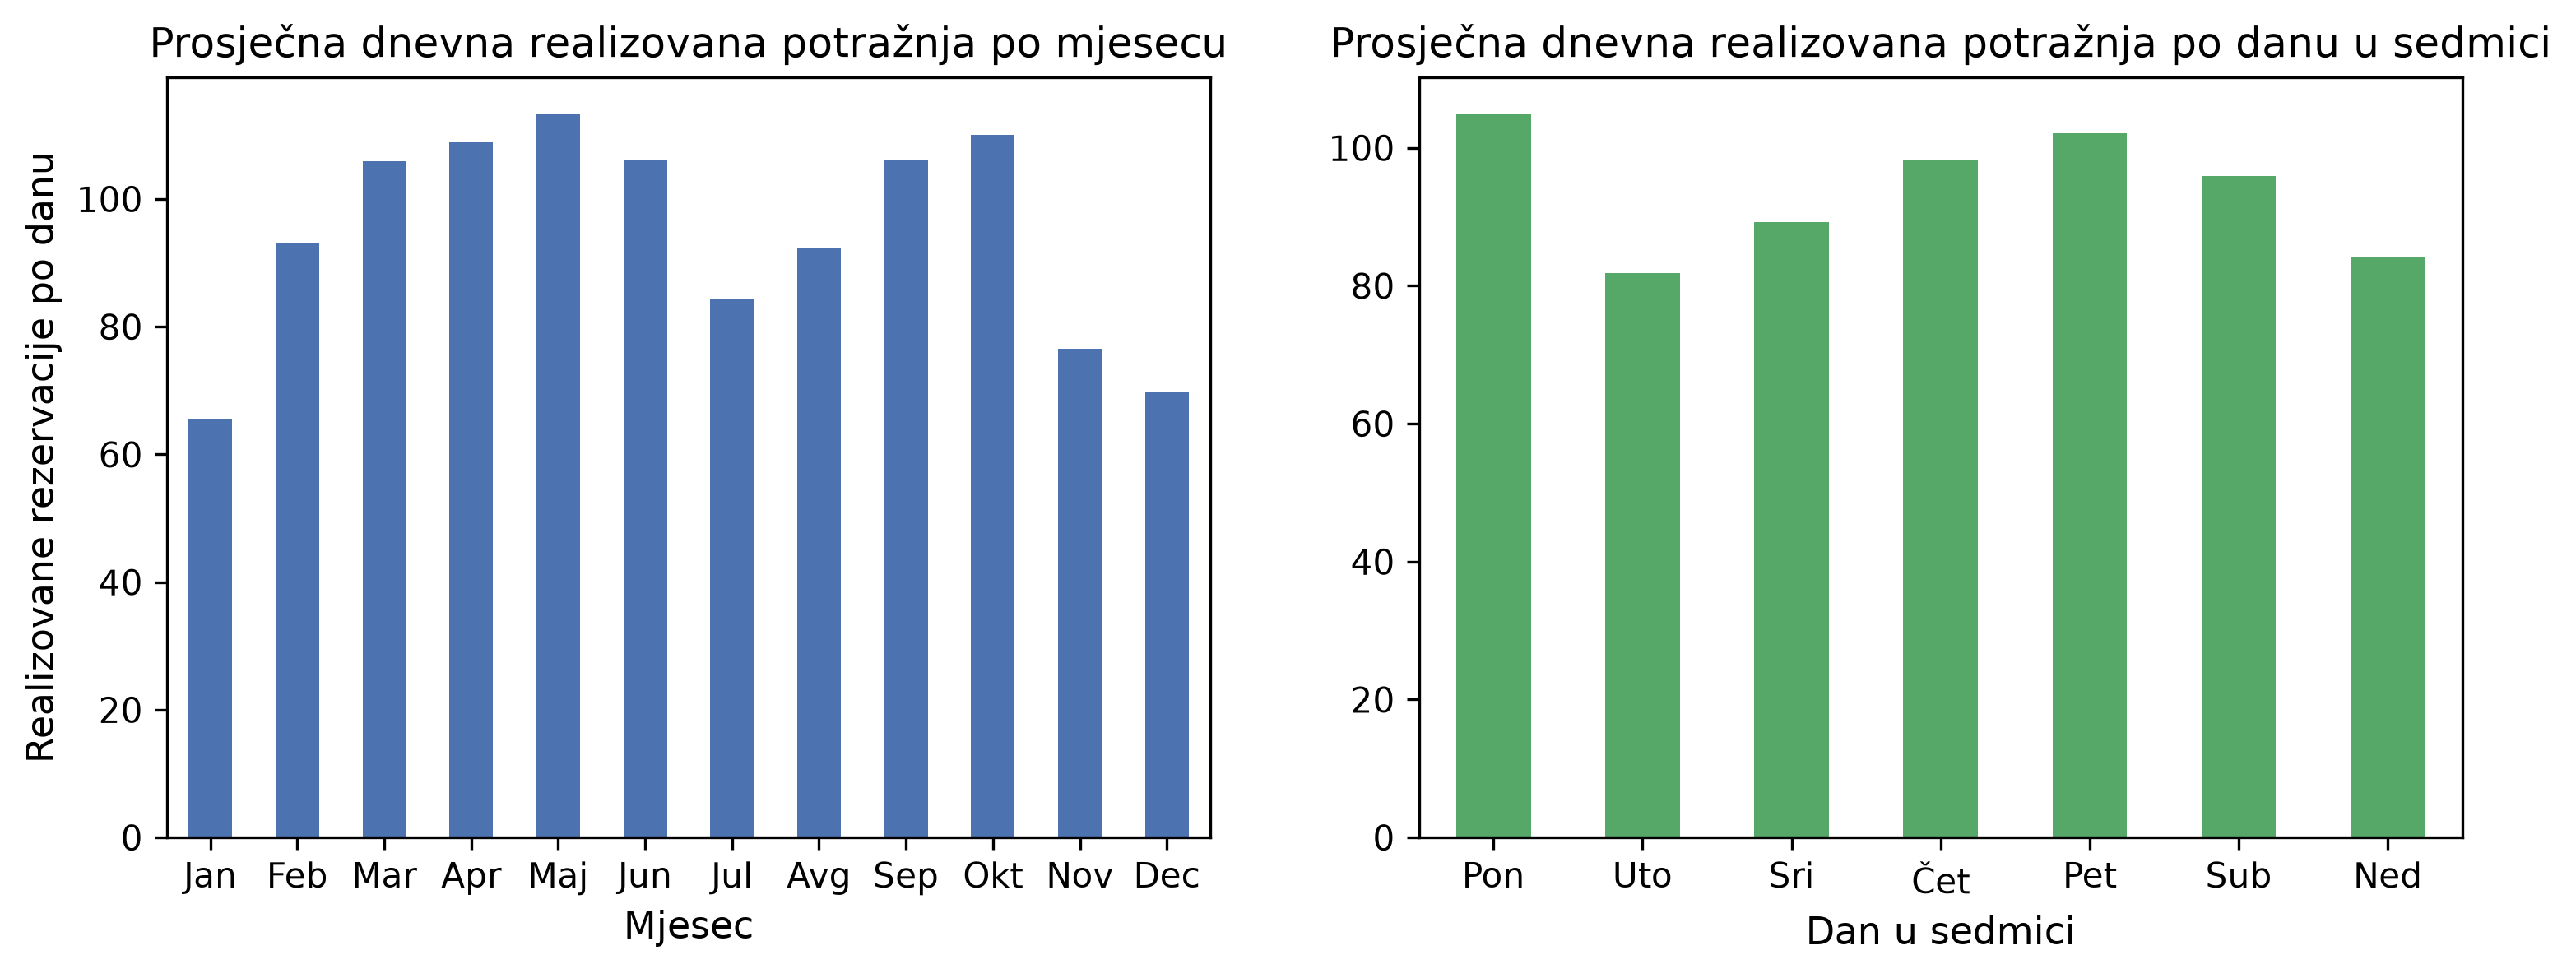 Prosječna dnevna realizovana potražnja po mjesecu
Realizovane rezervacije po danu
100
80
60
40
20
0
Jan Feb Mar Apr Maj Jun Jul Avg Sep Okt Nov Dec
Mjesec
Prosječna dnevna realizovana potražnja po danu u sedmici
100
80
60
40
20
0
Pon Uto Sri Čet Pet Sub Ned
Dan u sedmici